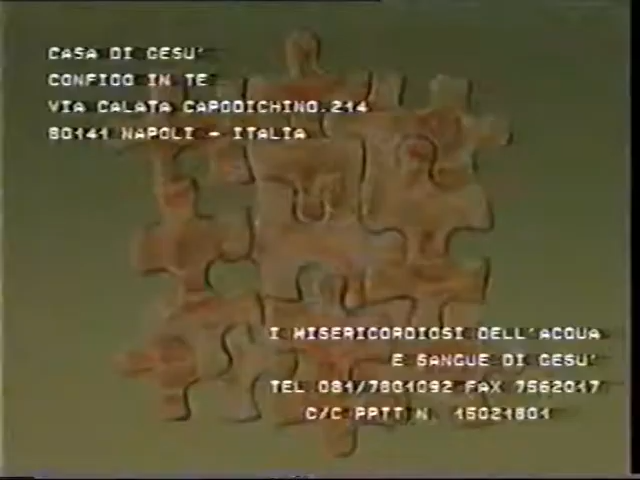 CASA DI GESU'
CONFIDO IN TE
VIA CALATA CAPODICHINO.214
80141 NAPOLI - ITALIA
I MISERICORDIOSI DELL'ACQUA
E SANGUE DI GESU'
TEL 081/7801092 FAX 7562047
C/C PPTT N. 15021801